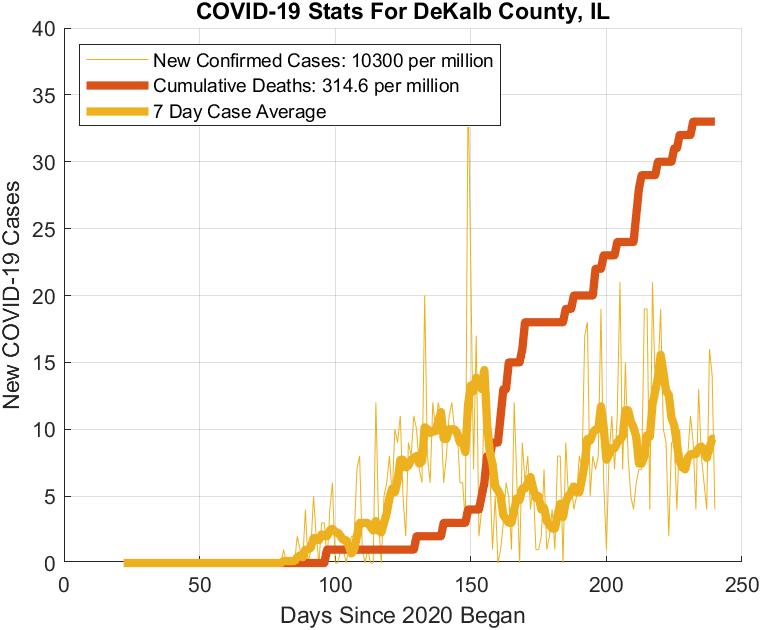 COVID-19 Stats For DeKalb County, IL
40
35
30
25
20
15
10
5
0
New COVID-19 Cases
New Confirmed Cases: 10300 per million
Cumulative Deaths: 314.6 per million
7 Day Case Average
0 50 100 150 200 250
Days Since 2020 Began